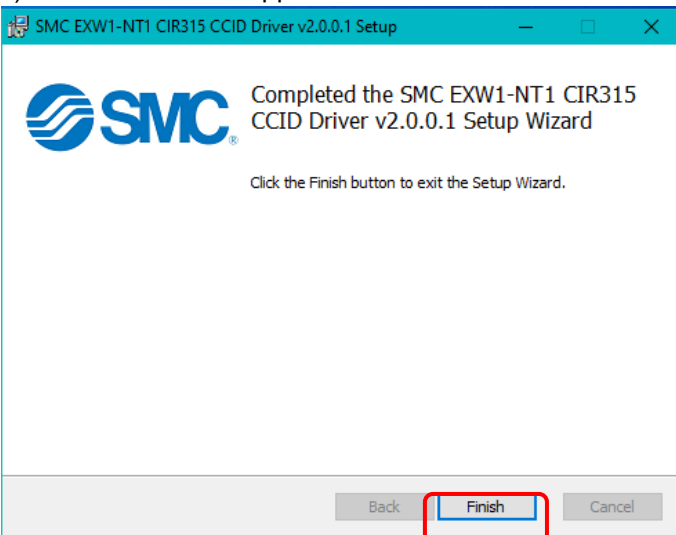 SMC EXW1-NT1 CIR315 CCID Driver v2.0.0.1 Setup
SMC®
Completed the SMC EXW1-NT1 CIR315
CCID Driver v2.0.0.1 Setup Wizard
Click the Finish button to exit the Setup Wizard.
Back Finish Cancel